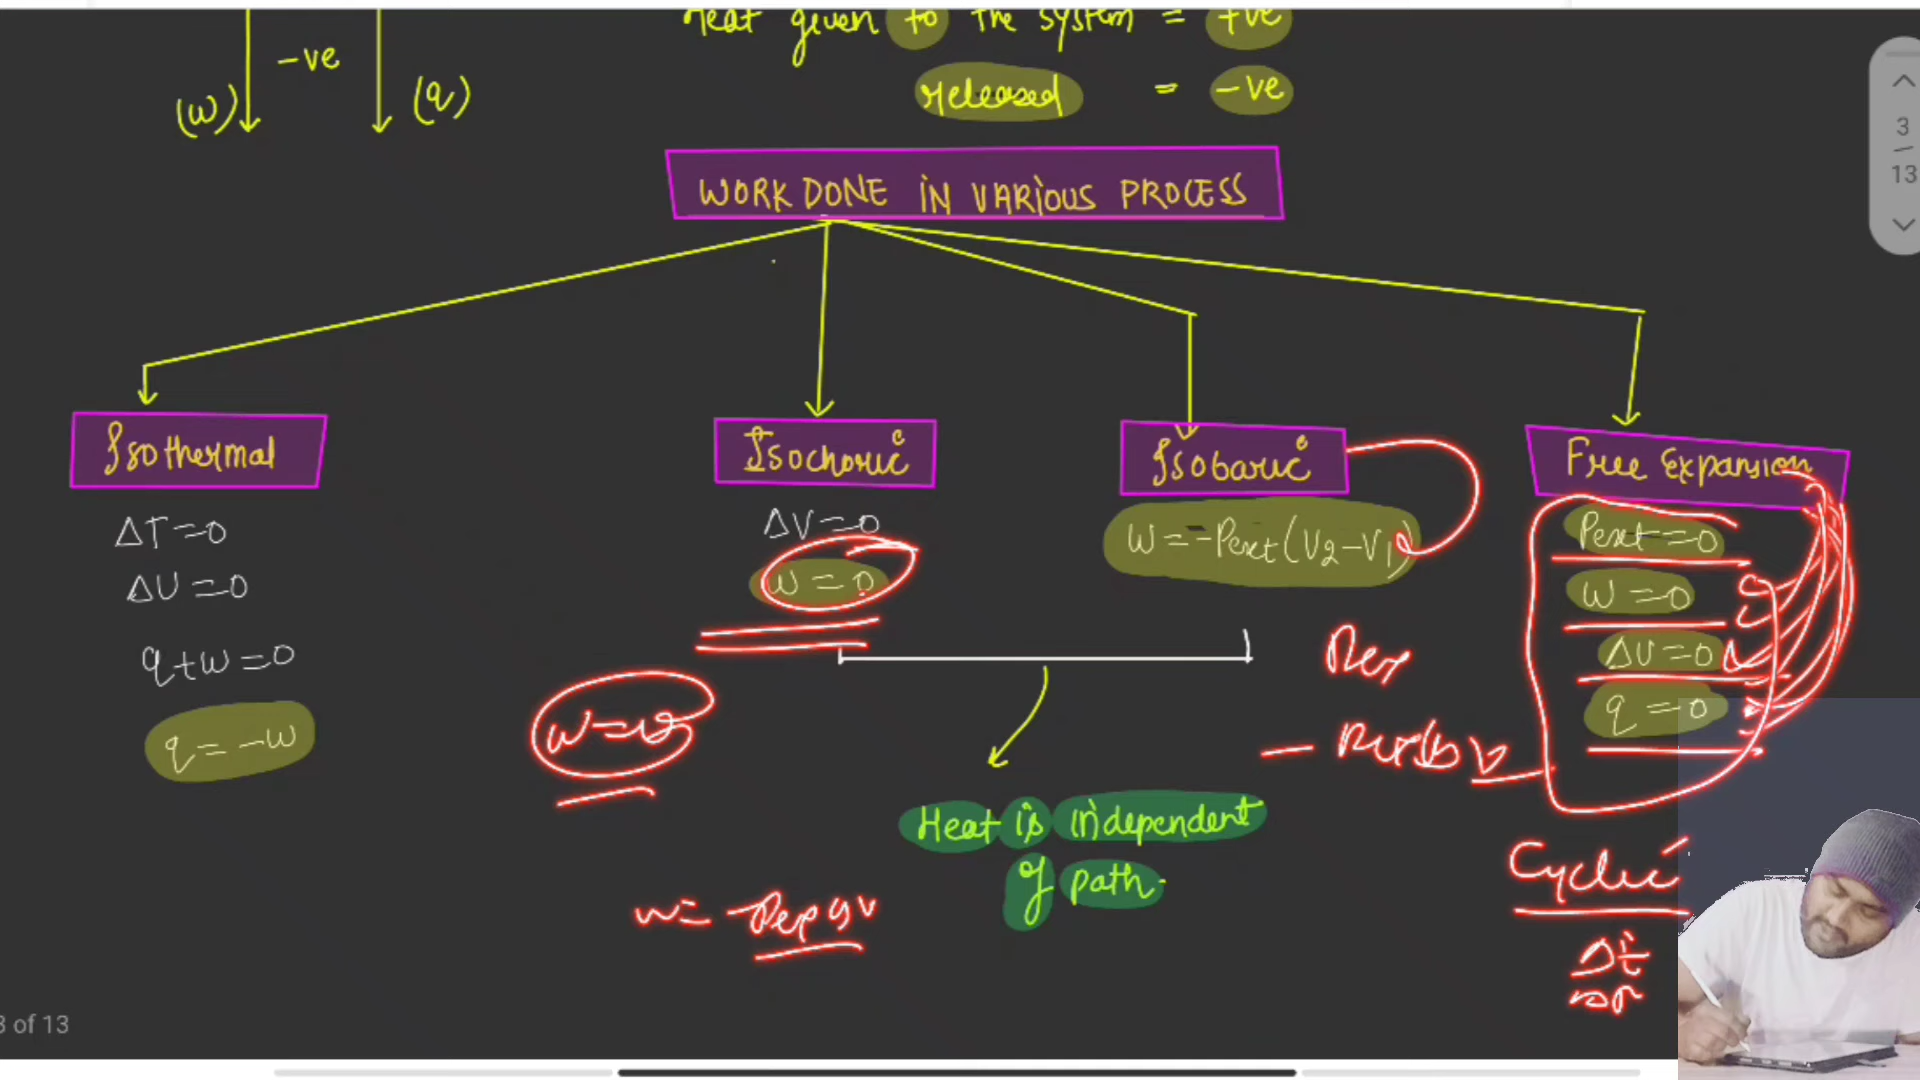 Heat given to the system = +ve
-ve
(w)
(q)
released = -ve
WORK DONE IN VARIOUS PROCESS
Isothermal
Isochoric
Isobaric
Free Expansion
ΔT=0
ΔU=0
q+w=0
q=-w
ΔV=0
w=0
W=-Pext(V2-V1)
Pext=0
W=0
ΔU=0
q=0
Heat is independent
of path.
Cyclic
3
13
3 of 13